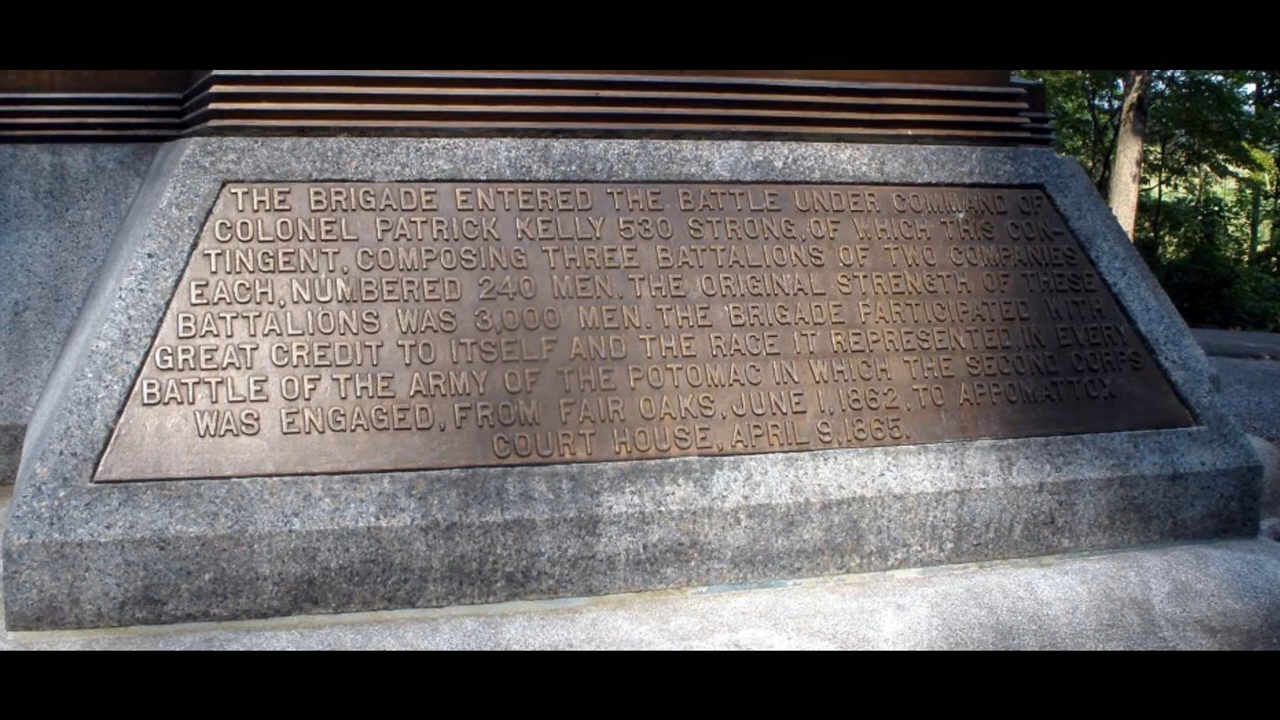 THE BRIGADE ENTERED THE BATTLE UNDER COMMAND OF
COLONEL PATRICK KELLY 530 STRONG, OF WHICH THIS CON-
TINGENT, COMPOSING THREE BATTALIONS OF TWO COMPANIES
EACH, NUMBERED 240 MEN. THE ORIGINAL STRENGTH OF THESE
BATTALIONS WAS 3,000 MEN. THE BRIGADE PARTICIPATED WITH
GREAT CREDIT TO ITSELF AND THE RACE IT REPRESENTED IN EVERY
BATTLE OF THE ARMY OF THE POTOMAC IN WHICH THE SECOND CORPS
WAS ENGAGED, FROM FAIR OAKS, JUNE 1, 1862, TO APPOMATTOX
COURT HOUSE, APRIL 9, 1865.